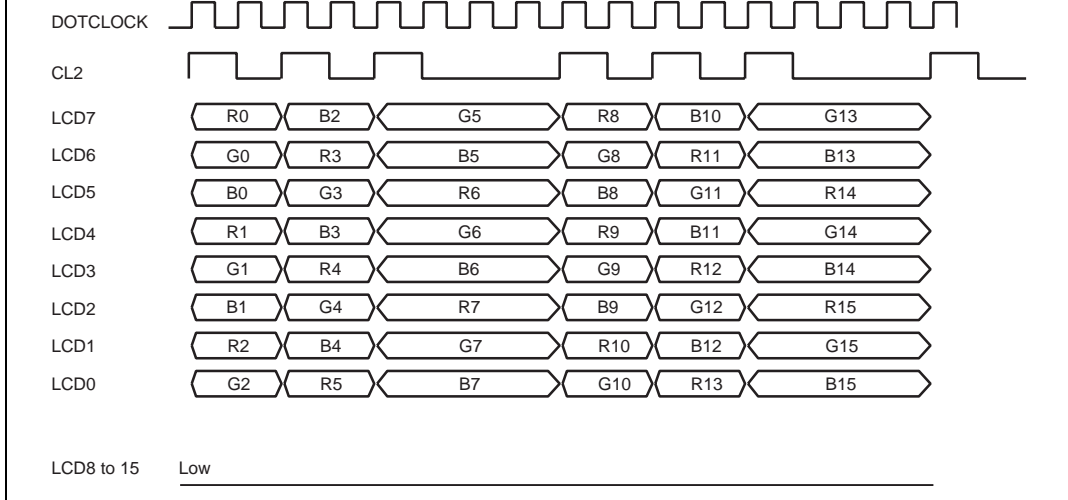 DOTCLOCK
CL2
LCD7 R0 B2 G5 R8 B10 G13
LCD6 G0 R3 B5 G8 R11 B13
LCD5 B0 G3 R6 B8 G11 R14
LCD4 R1 B3 G6 R9 B11 G14
LCD3 G1 R4 B6 G9 R12 B14
LCD2 B1 G4 R7 B9 G12 R15
LCD1 R2 B4 G7 R10 B12 G15
LCD0 G2 R5 B7 G10 R13 B15
LCD8 to 15 Low